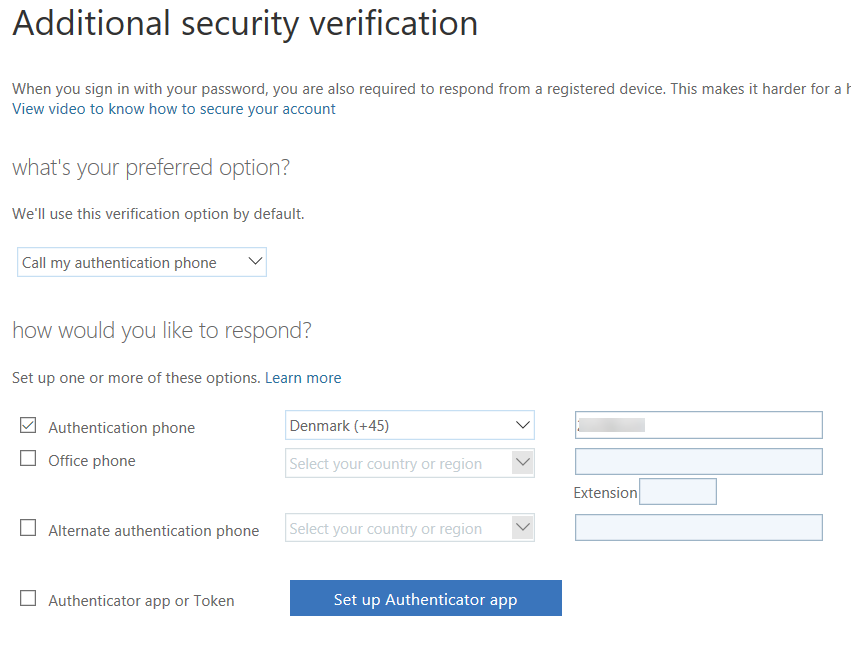 Additional security verification
When you sign in with your password, you are also required to respond from a registered device. This makes it harder for a
View video to know how to secure your account
what's your preferred option?
We'll use this verification option by default.
Call my authentication phone
how would you like to respond?
Set up one or more of these options. Learn more
Authentication phone Denmark (+45)
Office phone Select your country or region
Extension
Alternate authentication phone Select your country or region
Authenticator app or Token Set up Authenticator app